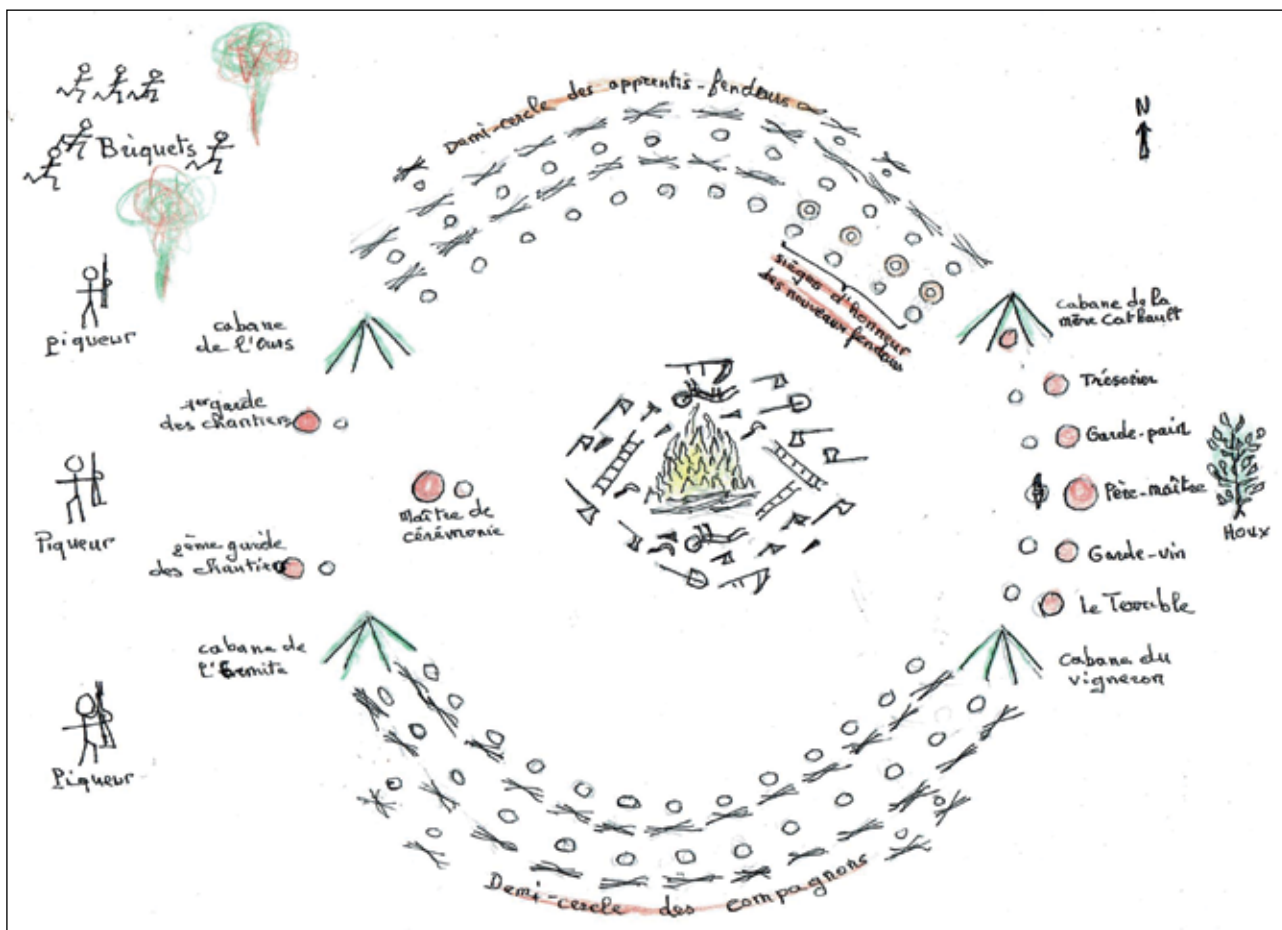 Demi-cercle des apprentis-fendeurs
N
Briquets
Piqueur
cabane
de l'Ours
sièges d'honneur
des nouveaux fendeurs
cabane de la
mère Cathault
1er garde
des chantiers
Trésorier
Garde-pain
Piqueur
Maître de
cérémonie
Père-maître
HOUX
2ème guide
des chantiers
Garde-vin
Le Terrible
cabane de
l'Ermite
cabane du
vigneron
Piqueur
Demi-cercle des compagnons